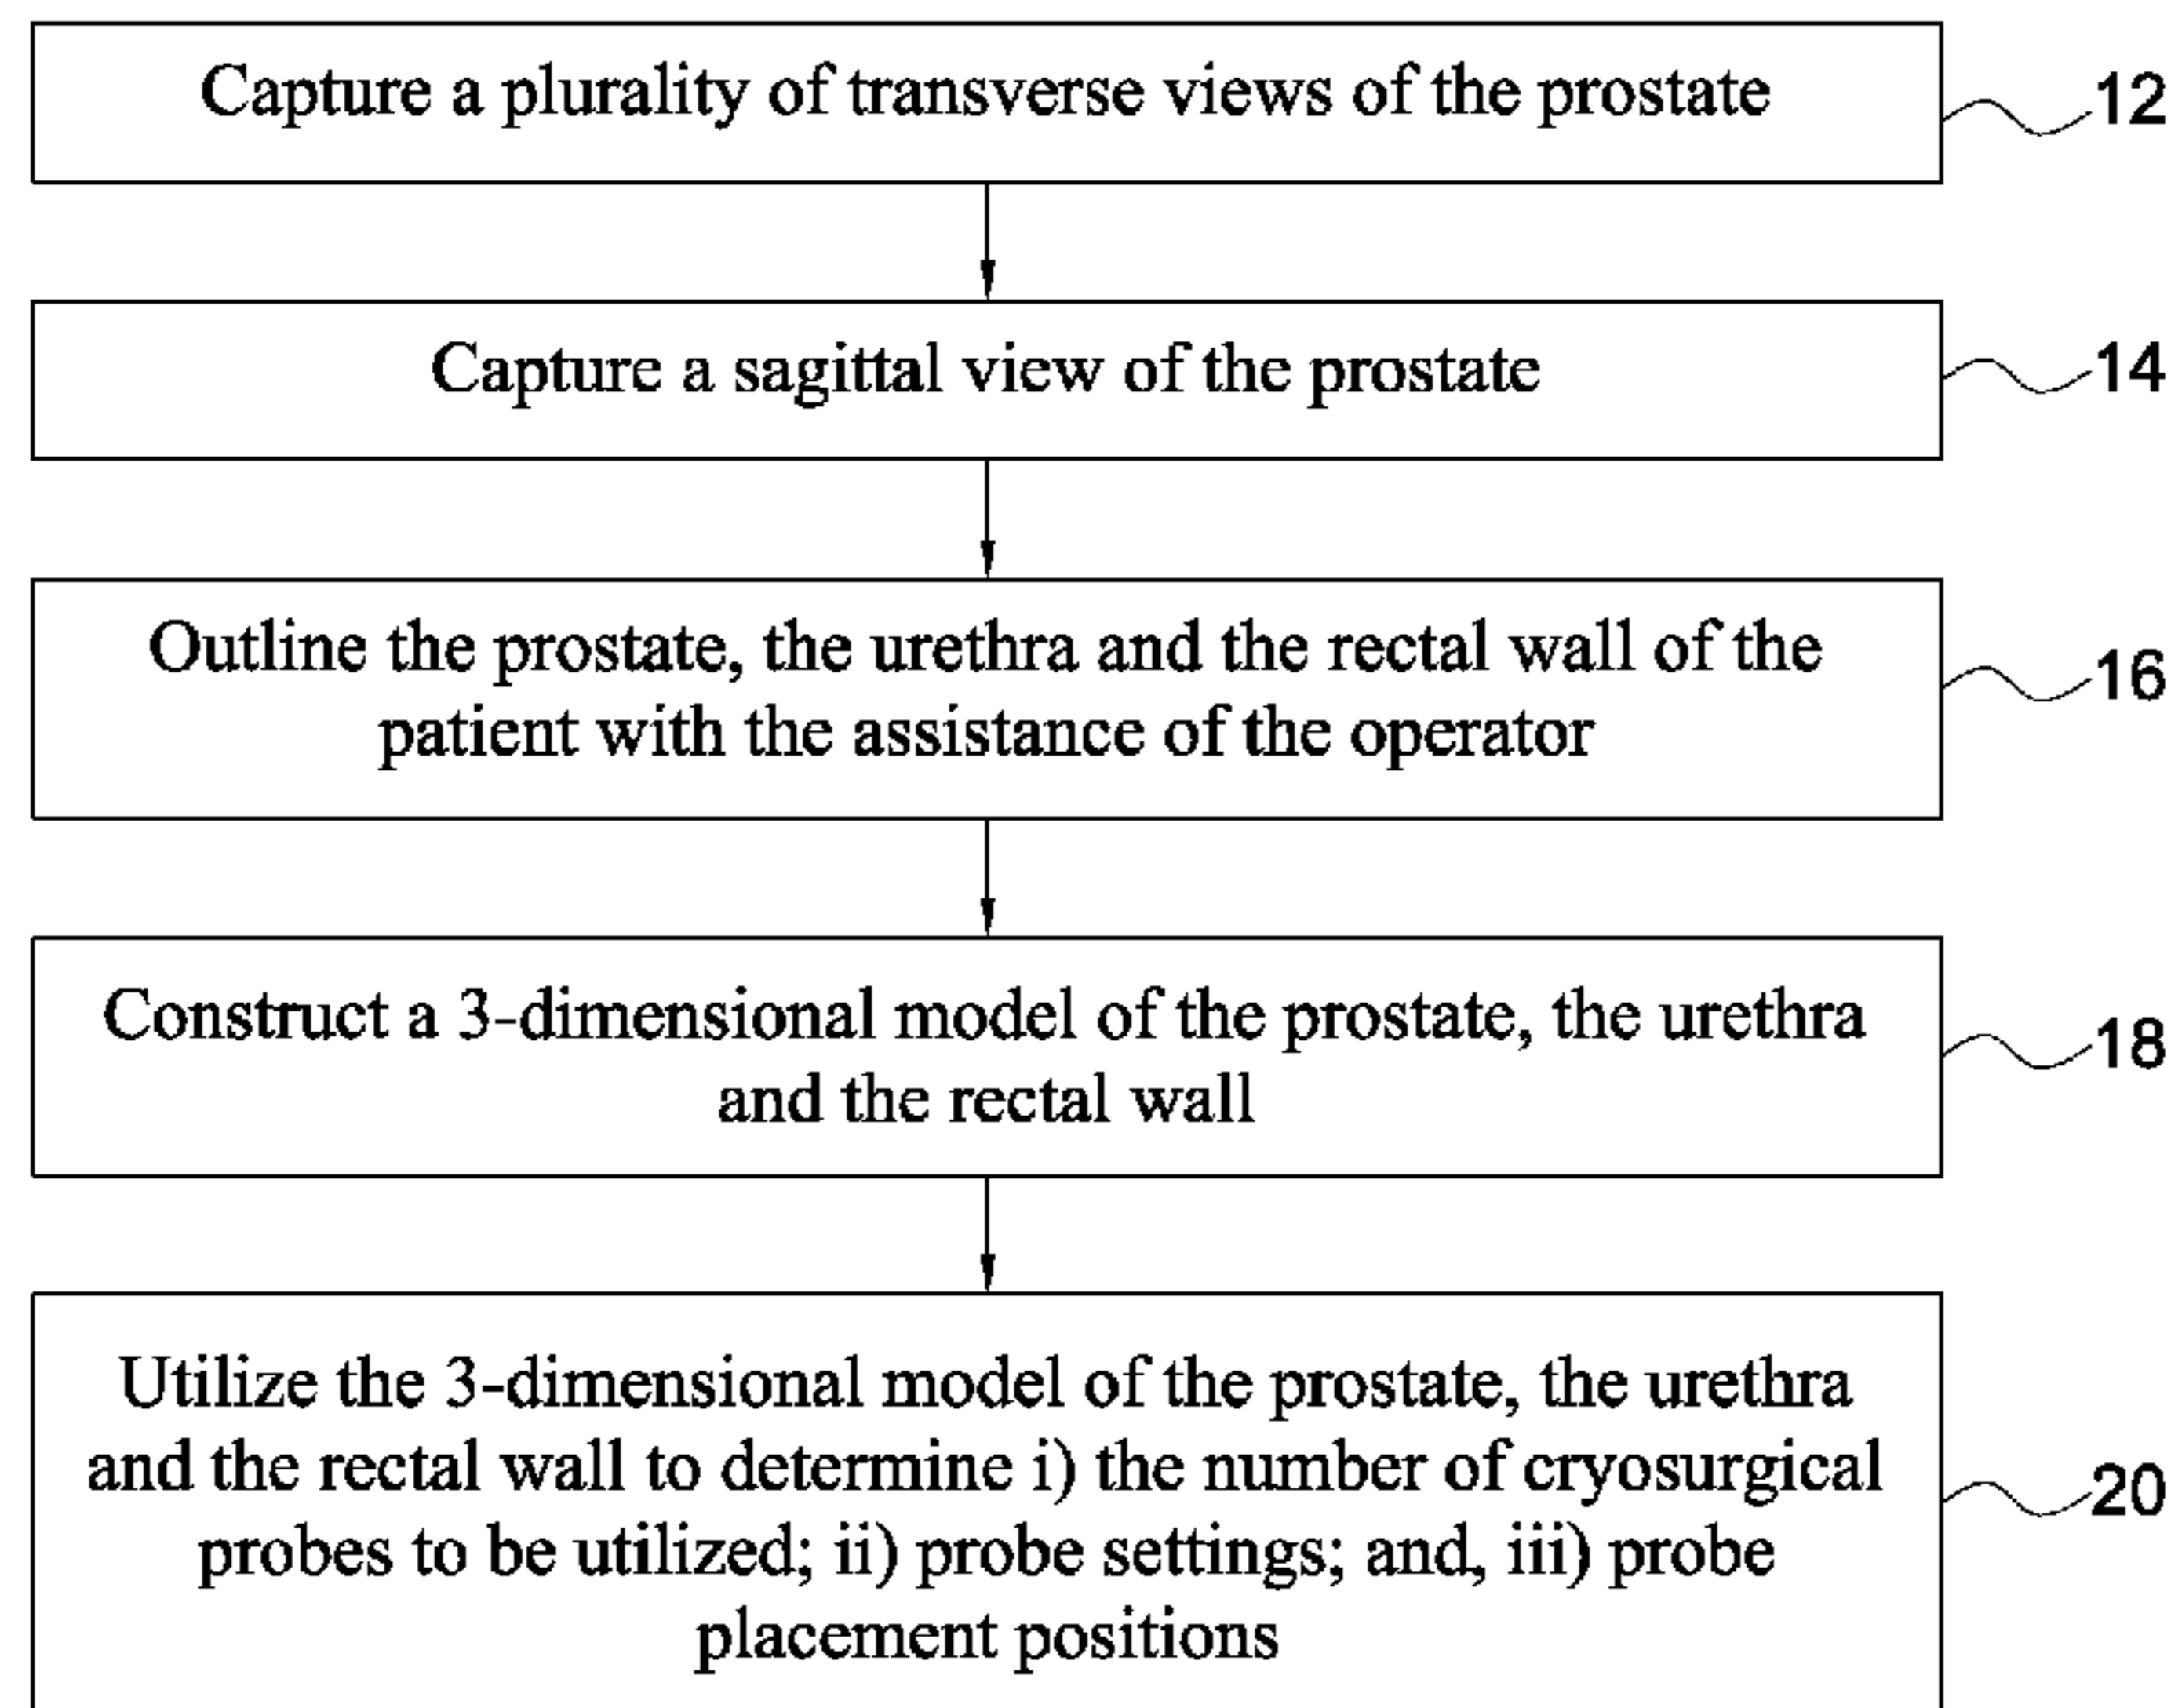 Capture a plurality of transverse views of the prostate
12
Capture a sagittal view of the prostate
14
Outline the prostate, the urethra and the rectal wall of the
patient with the assistance of the operator
16
Construct a 3-dimensional model of the prostate, the urethra
and the rectal wall
18
Utilize the 3-dimensional model of the prostate, the urethra
and the rectal wall to determine i) the number of cryosurgical
probes to be utilized; ii) probe settings; and, iii) probe
placement positions
20